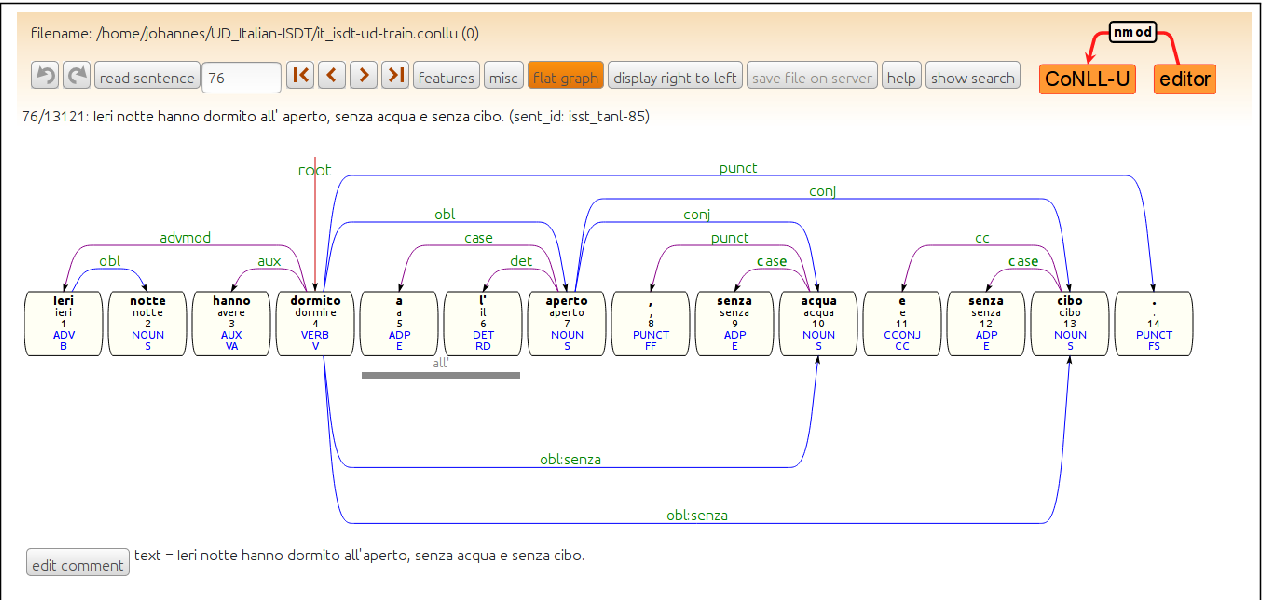 filename: /home/johannes/UD_Italian-ISDT/it_isdt-ud-train.conllu (0)
nmod
read sentence 76 features misc flat graph display right to left save file on server help show search CoNLL-U editor
76/13121: Ieri notte hanno dormito all' aperto, senza acqua e senza cibo. (sent_id: isst_tanl-85)
root punct
conj
obl conj
advmod case punct cc
obl aux det case case
Ieri notte hanno dormito a l' aperto , senza acqua e senza cibo .
ieri notte avere dormire a il aperto , senza acqua e senza cibo .
1 2 3 4 5 6 7 8 9 10 11 12 13 14
ADV NOUN AUX VERB ADP DET NOUN PUNCT ADP NOUN CCONJ ADP NOUN PUNCT
B S VA V E RD S FF E S CC E S FS
all'
obl:senza
obl:senza
edit comment text = Ieri notte hanno dormito all'aperto, senza acqua e senza cibo.